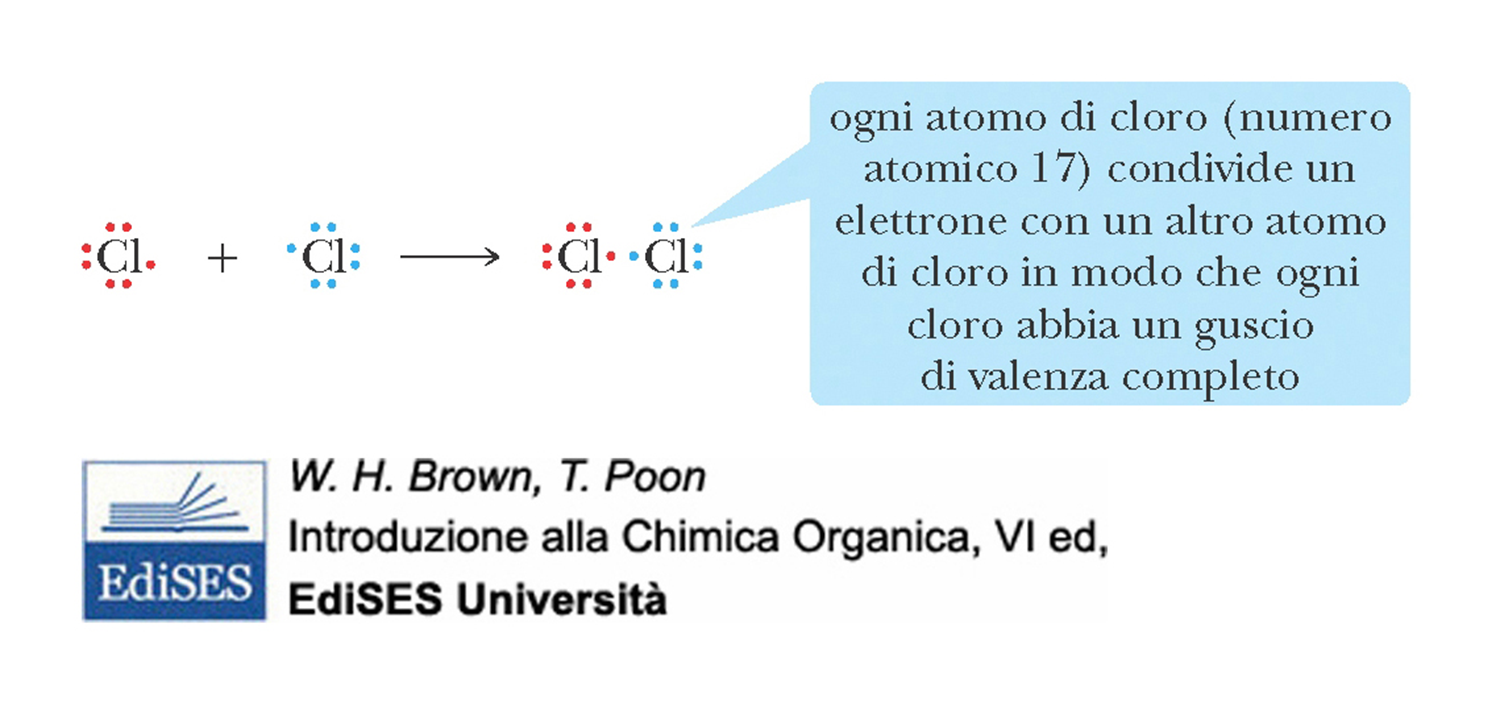 Cl + Cl → Cl Cl
ogni atomo di cloro (numero
atomico 17) condivide un
elettrone con un altro atomo
di cloro in modo che ogni
cloro abbia un guscio
di valenza completo
EdiSES
W. H. Brown, T. Poon
Introduzione alla Chimica Organica, VI ed,
EdiSES Università